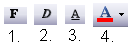 F D A A
1. 2. 3. 4.